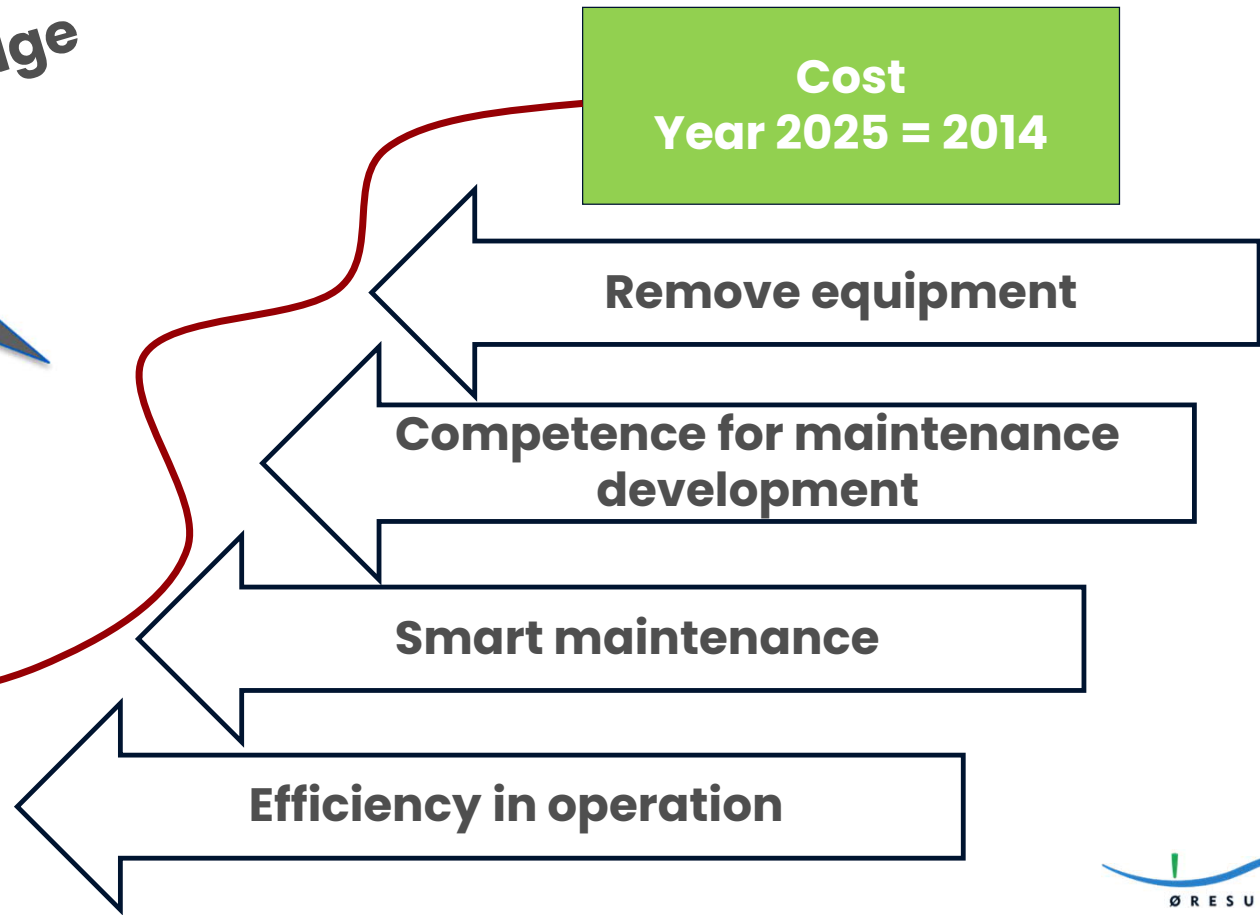 Cost
Year 2025 = 2014
Remove equipment
Competence for maintenance
development
Smart maintenance
Efficiency in operation